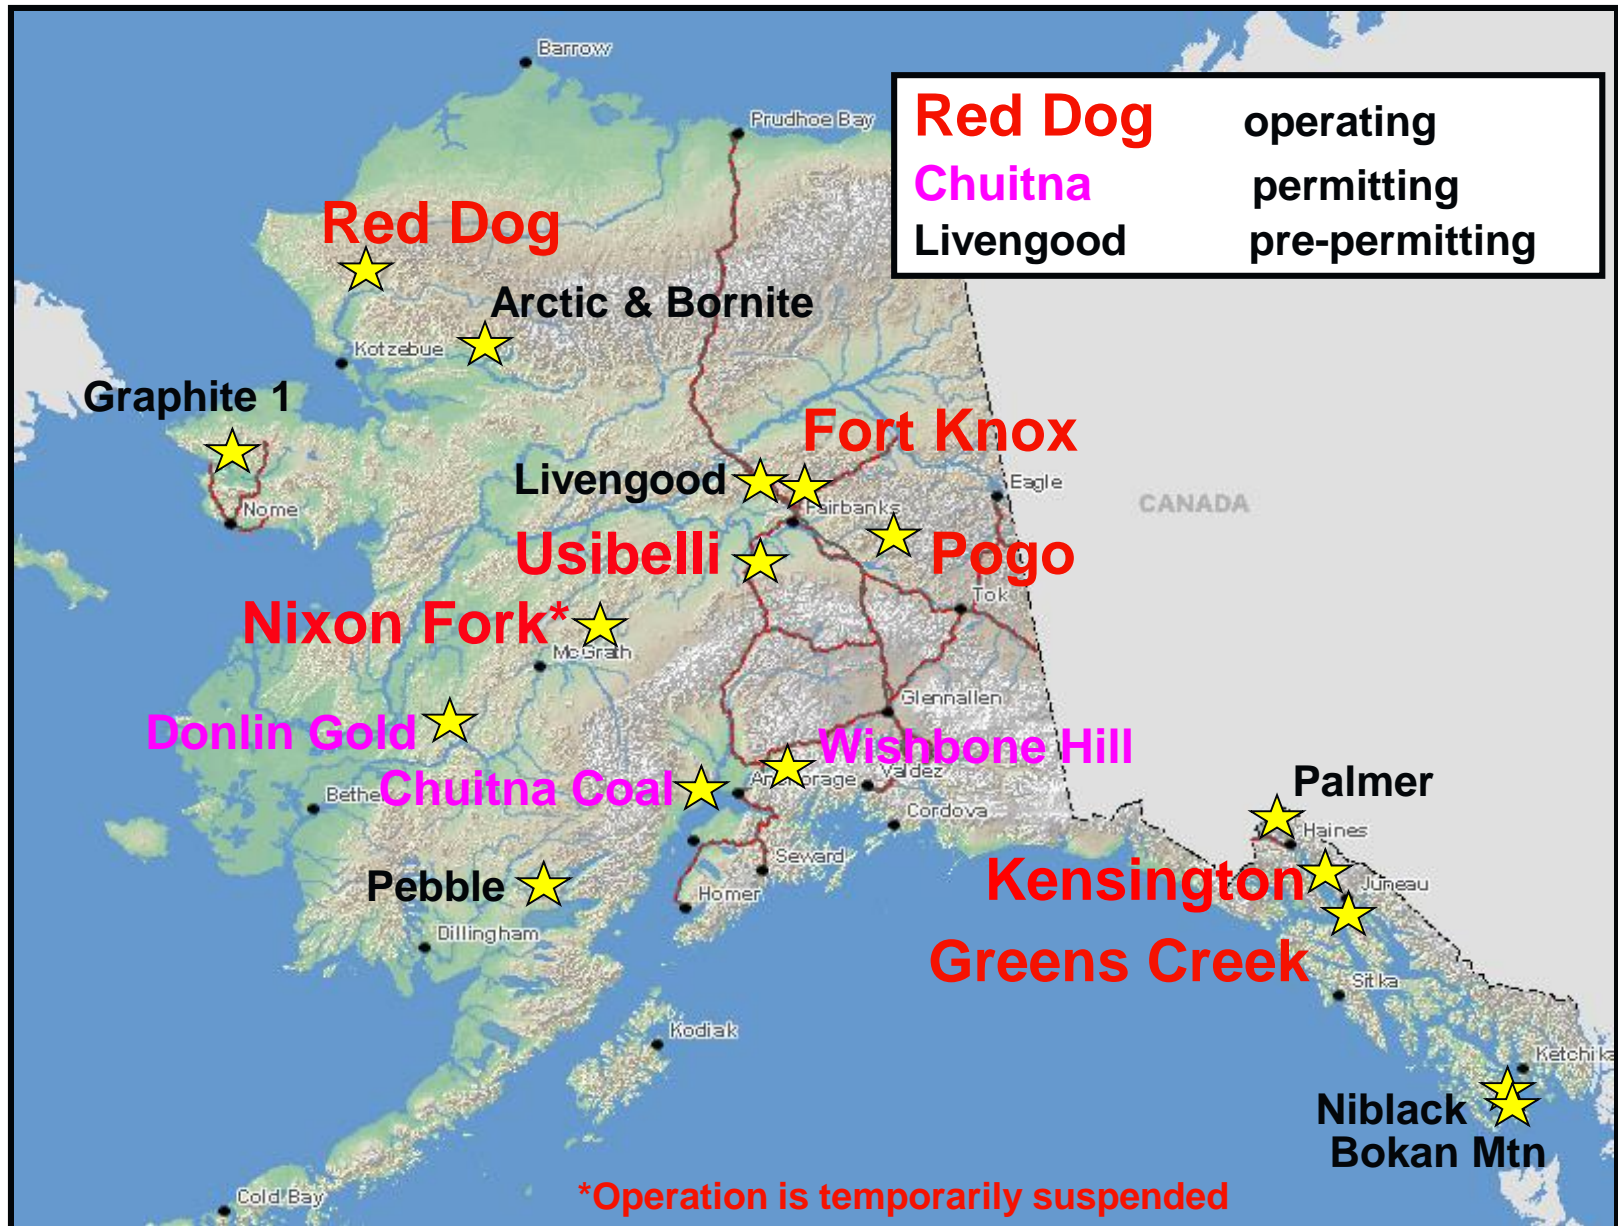 Barrow
Prudhoe Bay
Red Dog operating
Chuitna permitting
Livengood pre-permitting
Red Dog
Arctic & Bornite
Kotzebue
Graphite 1
Fort Knox
Livengood
Eagle
CANADA
Nome
Fairbanks
Usibelli
Pogo
Tok
Nixon Fork*
McGrath
Glennallen
Donlin Gold
Wishbone Hill
Chuitna Coal
Anchorage
Valdez
Bethel
Palmer
Cordova
Haines
Seward
Kensington
Juneau
Pebble
Homer
Dillingham
Greens Creek
Sitka
Kodiak
Ketchika
Niblack
Bokan Mtn
Cold Bay
*Operation is temporarily suspended